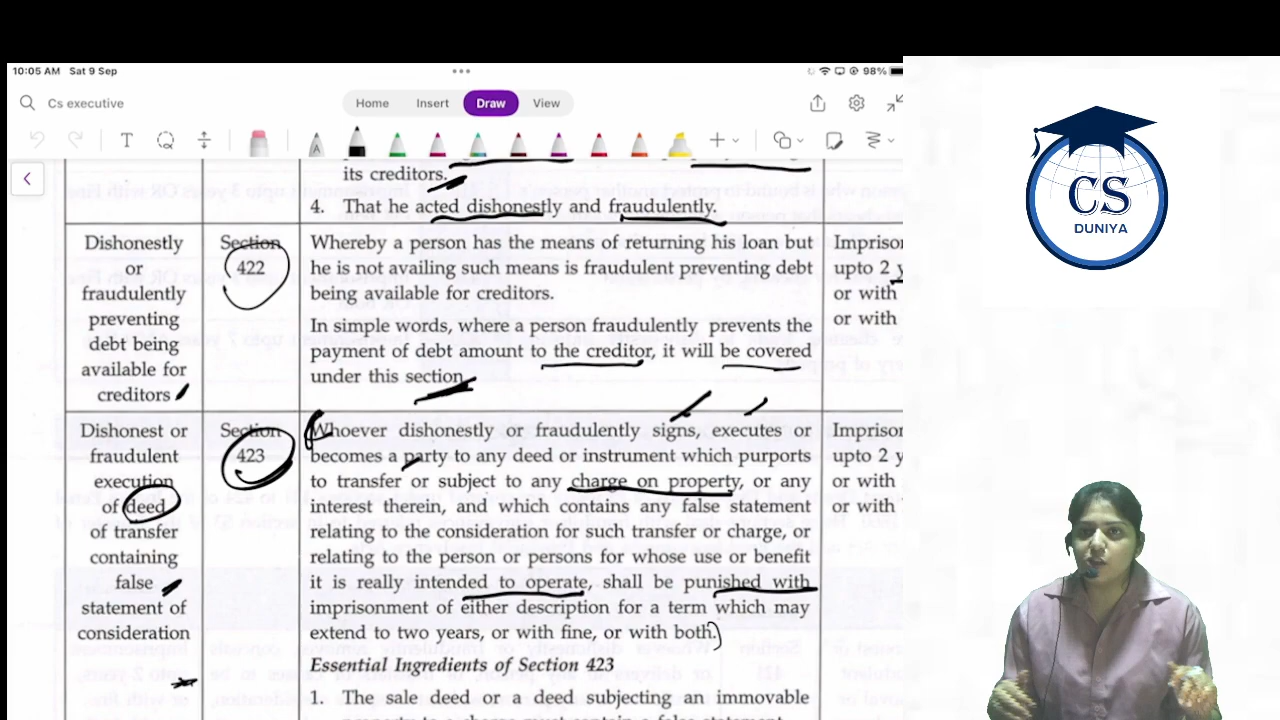 10:05 AM Sat 9 Sep
98%
Cs executive
Home Insert Draw View
its creditors.
4. That he acted dishonestly and fraudulently.
Dishonestly
or
fraudulently
preventing
debt being
available for
creditors
Section
422
Whereby a person has the means of returning his loan but
he is not availing such means is fraudulent preventing debt
being available for creditors.
In simple words, where a person fraudulently prevents the
payment of debt amount to the creditor, it will be covered
under this section
Imprison
upto 2 y
or with
or with
Dishonest or
fraudulent
execution
of deed
of transfer
containing
false
statement of
consideration
Section
423
Whoever dishonestly or fraudulently signs, executes or
becomes a party to any deed or instrument which purports
to transfer or subject to any charge on property, or any
interest therein, and which contains any false statement
relating to the consideration for such transfer or charge, or
relating to the person or persons for whose use or benefit
it is really intended to operate, shall be punished with
imprisonment of either description for a term which may
extend to two years, or with fine, or with both.
Essential Ingredients of Section 423
1. The sale deed or a deed subjecting an immovable
Imprison
upto 2 y
or with
or with
CS
DUNIYA